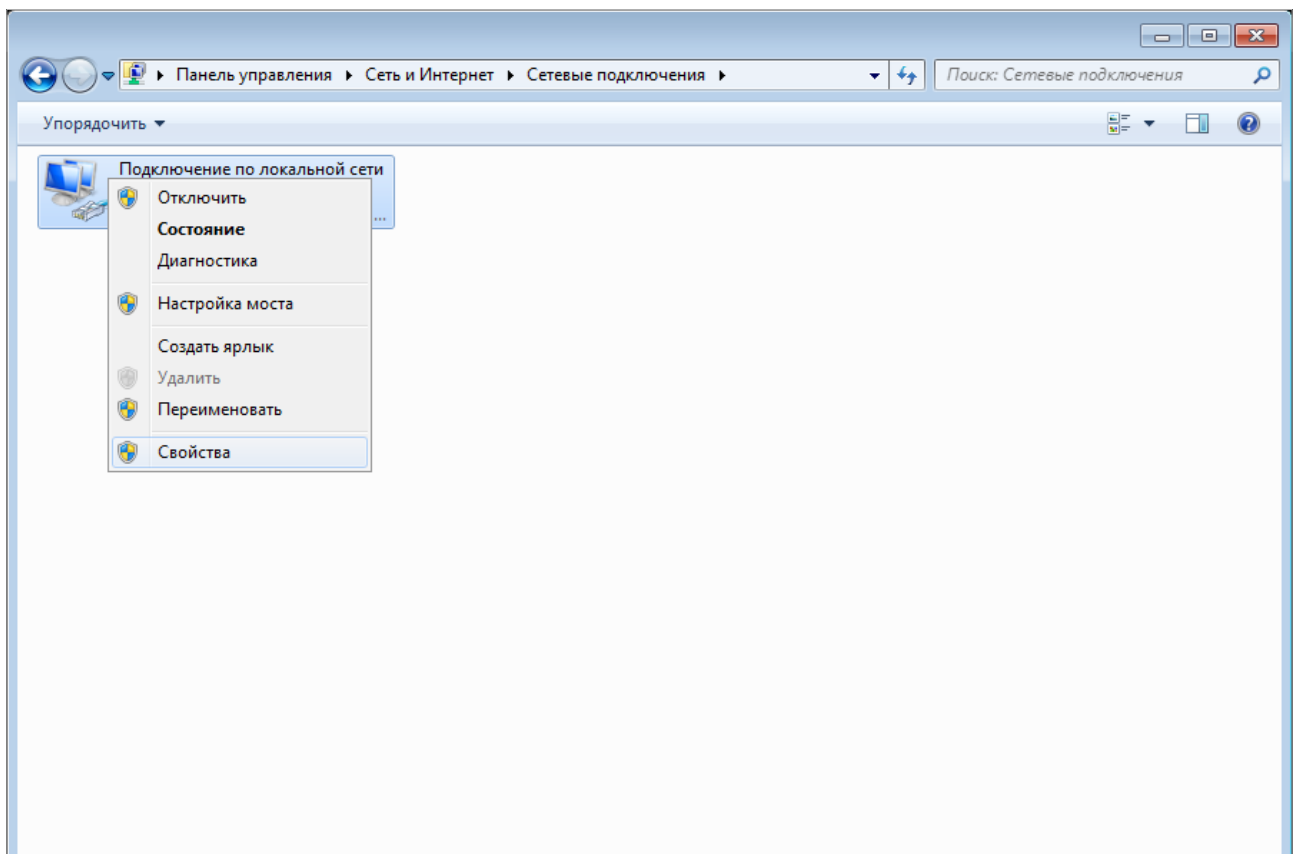 Панель управления Сеть и Интернет Сетевые подключения Поиск: Сетевые подключения
Упорядочить
Подключение по локальной сети
...
Отключить
Состояние
Диагностика
Настройка моста
Создать ярлык
Удалить
Переименовать
Свойства